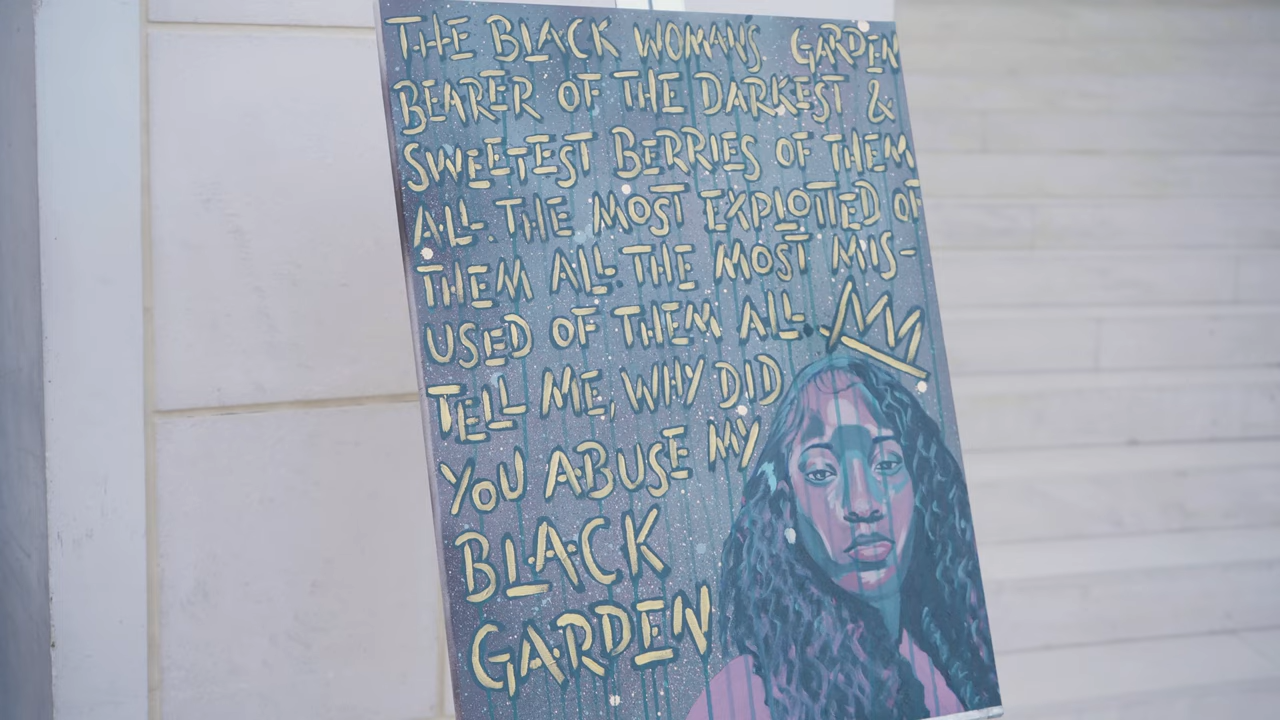 THE BLACK WOMAN'S GARDEN
BEARER OF THE DARKEST &
SWEETEST BERRIES OF THEM
ALL. THE MOST EXPLOITED OF
THEM ALL. THE MOST MIS-
USED OF THEM ALL.
TELL ME, WHY DID
YOU ABUSE MY
BLACK
GARDEN